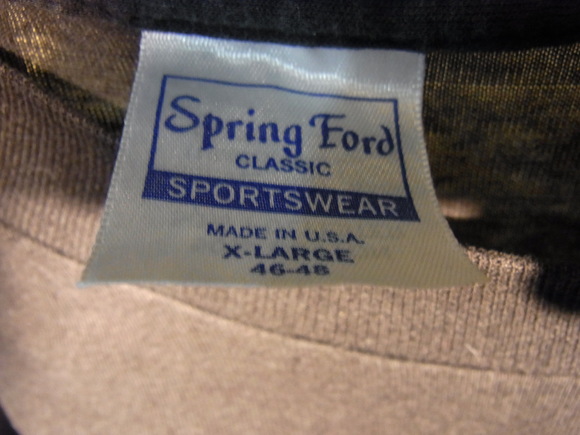 Spring Ford
CLASSIC
SPORTSWEAR
MADE IN U.S.A.
X-LARGE
46-48